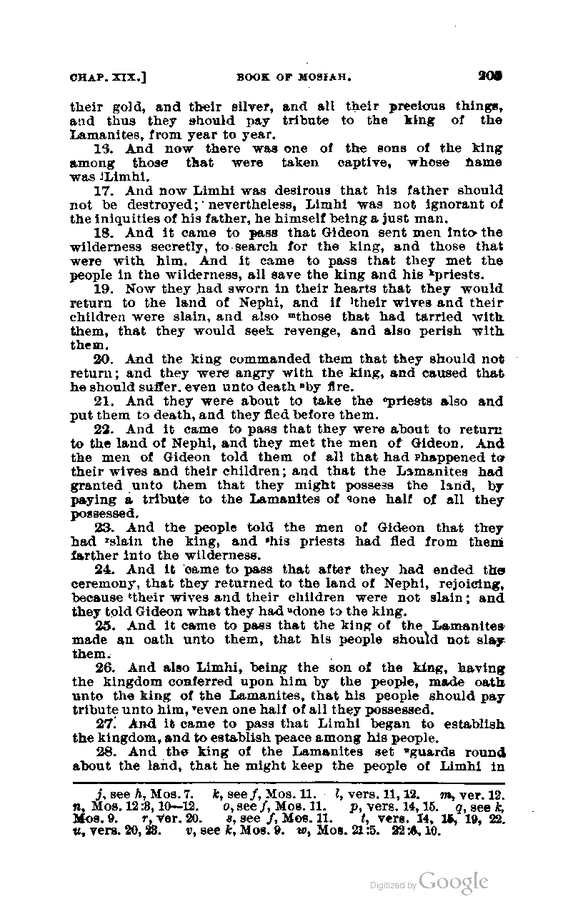 CHAP. XIX.] BOOK OF MOSIAH. 205
their gold, and their silver, and all their precious things,
and thus they should pay tribute to the king of the
Lamanites, from year to year.
16. And now there was one of the sons of the king
among those that were taken captive, whose name
was jLimhi.
17. And now Limhi was desirous that his father should
not be destroyed; nevertheless, Limhi was not ignorant of
the iniquities of his father, he himself being a just man.
18. And it came to pass that Gideon sent men into the
wilderness secretly, to search for the king, and those that
were with him. And it came to pass that they met the
people in the wilderness, all save the king and his kpriests.
19. Now they had sworn in their hearts that they would
return to the land of Nephi, and if ltheir wives and their
children were slain, and also mthose that had tarried with
them, that they would seek revenge, and also perish with
them.
20. And the king commanded them that they should not
return; and they were angry with the king, and caused that
he should suffer, even unto death nby fire.
21. And they were about to take the opriests also and
put them to death, and they fled before them.
22. And it came to pass that they were about to return
to the land of Nephi, and they met the men of Gideon. And
the men of Gideon told them of all that had phappened to
their wives and their children; and that the Lamanites had
granted unto them that they might possess the land, by
paying a tribute to the Lamanites of qone half of all they
possessed.
23. And the people told the men of Gideon that they
had rslain the king, and shis priests had fled from them
farther into the wilderness.
24. And it came to pass that after they had ended the
ceremony, that they returned to the land of Nephi, rejoicing,
because ttheir wives and their children were not slain; and
they told Gideon what they had udone to the king.
25. And it came to pass that the king of the Lamanites
made an oath unto them, that his people should not slay
them.
26. And also Limhi, being the son of the king, having
the kingdom conferred upon him by the people, made oath
unto the king of the Lamanites, that his people should pay
tribute unto him, veven one half of all they possessed.
27. And it came to pass that Limhi began to establish
the kingdom, and to establish peace among his people.
28. And the king of the Lamanites set wguards round
about the land, that he might keep the people of Limhi in
j, see h, Mos. 7. k, see f, Mos. 11. l, vers. 11, 12. m, ver. 12.
n, Mos. 12:3, 10—12. o, see f, Mos. 11. p, vers. 14, 15. q, see k,
Mos. 9. r, ver. 20. s, see f, Mos. 11. t, vers. 14, 15, 19, 22.
u, vers. 20, 23. v, see k, Mos. 9. w, Mos. 21:5. 22:6, 10.
Digitized by Google